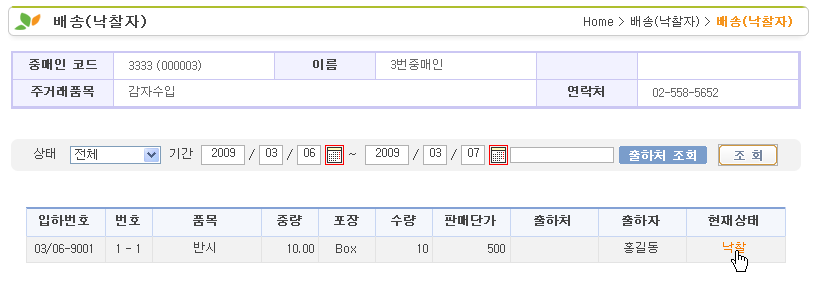 배송(낙찰자)
Home > 배송(낙찰자) > 배송(낙찰자)
중매인 코드 3333 (000003) 이름 3번중매인
주거래품목 감자수입 연락처 02-558-5652
상태 전체 기간 2009 / 03 / 06 ~ 2009 / 03 / 07 출하처 조회 조 회
입하번호 번호 품목 중량 포장 수량 판매단가 출하처 출하자 현재상태
03/06-9001 1 - 1 반시 10.00 Box 10 500 홍길동 낙찰